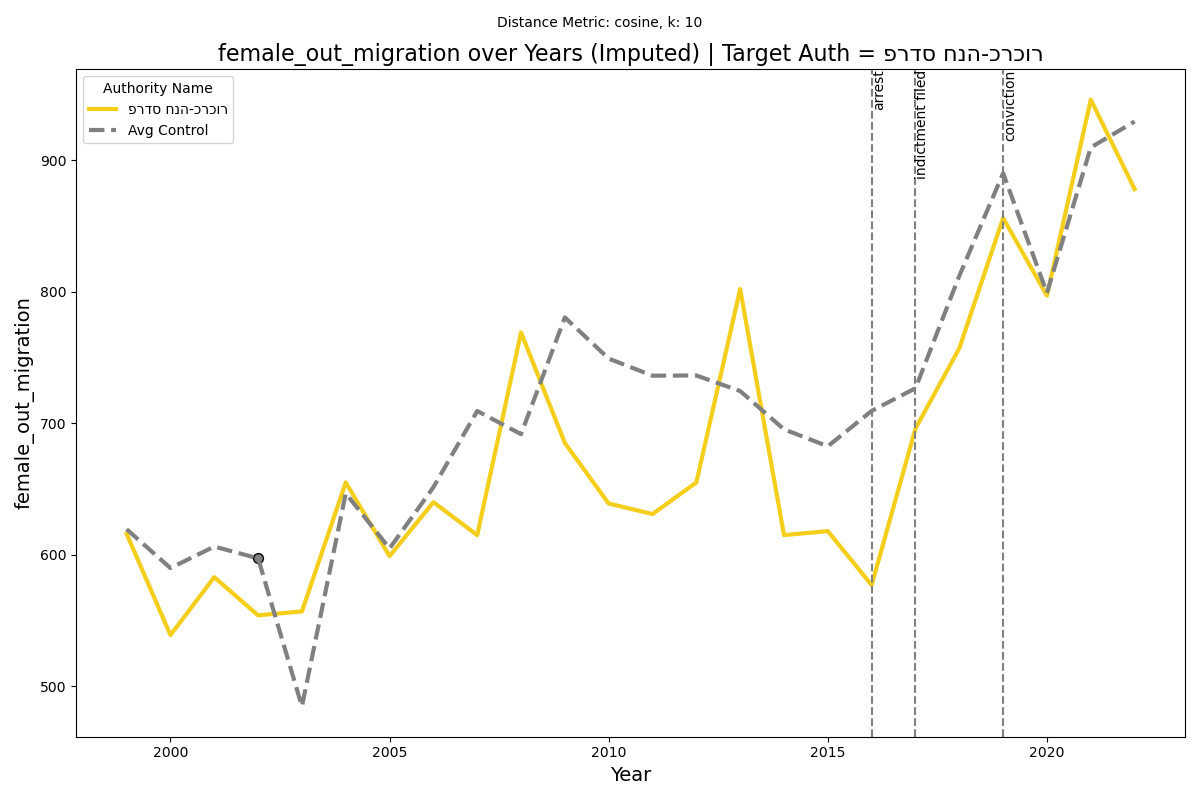 Distance Metric: cosine, k: 10
female_out_migration over Years (Imputed) | Target Auth = פרדס חנה-כרכור
Authority Name
פרדס חנה-כרכור
Avg Control
arrest
indictment filed
conviction
female_out_migration
900
800
700
600
500
2000
2005
2010
2015
2020
Year